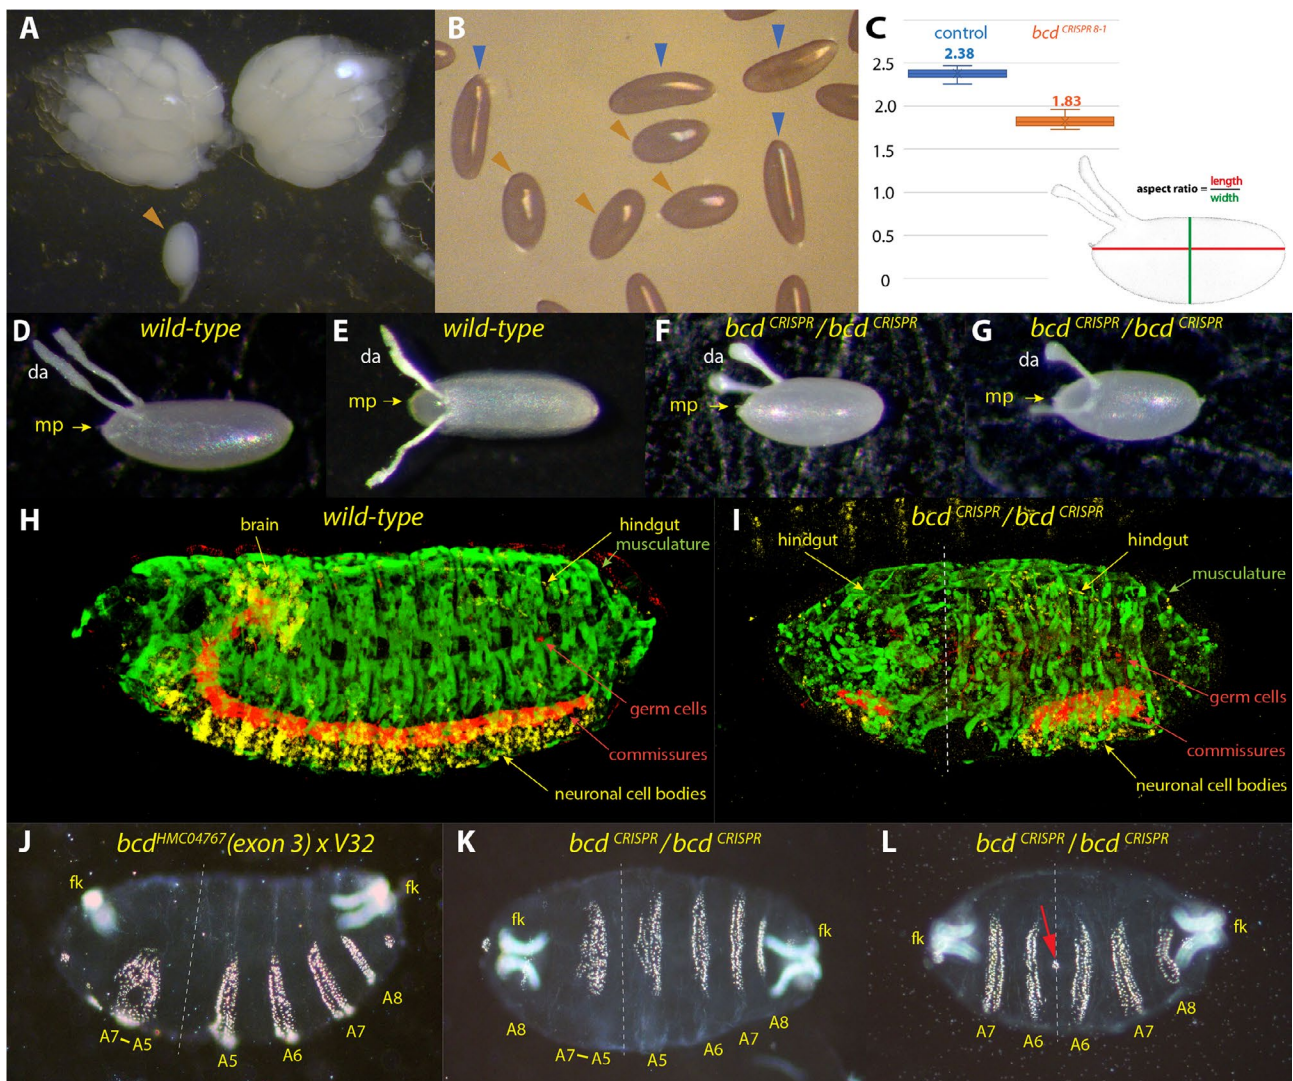 A
B
C
control
bcd CRISPR 8-1
2.38
1.83
2.5
2.0
1.5
1.0
0.5
0
aspect ratio = length
width
D
wild-type
da
mp
E
wild-type
da
mp
F
bcd CRISPR / bcd CRISPR
da
mp
G
bcd CRISPR / bcd CRISPR
da
mp
H
wild-type
brain
hindgut
musculature
germ cells
commissures
neuronal cell bodies
I
bcd CRISPR / bcd CRISPR
hindgut
hindgut
musculature
germ cells
commissures
neuronal cell bodies
J
bcd HMC04767 (exon 3) x V32
fk
fk
A7–A5
A5
A6
A7
A8
K
bcd CRISPR / bcd CRISPR
fk
fk
A8
A7–A5
A5
A6
A7
A8
L
bcd CRISPR / bcd CRISPR
fk
fk
A7
A6
A6
A7
A8